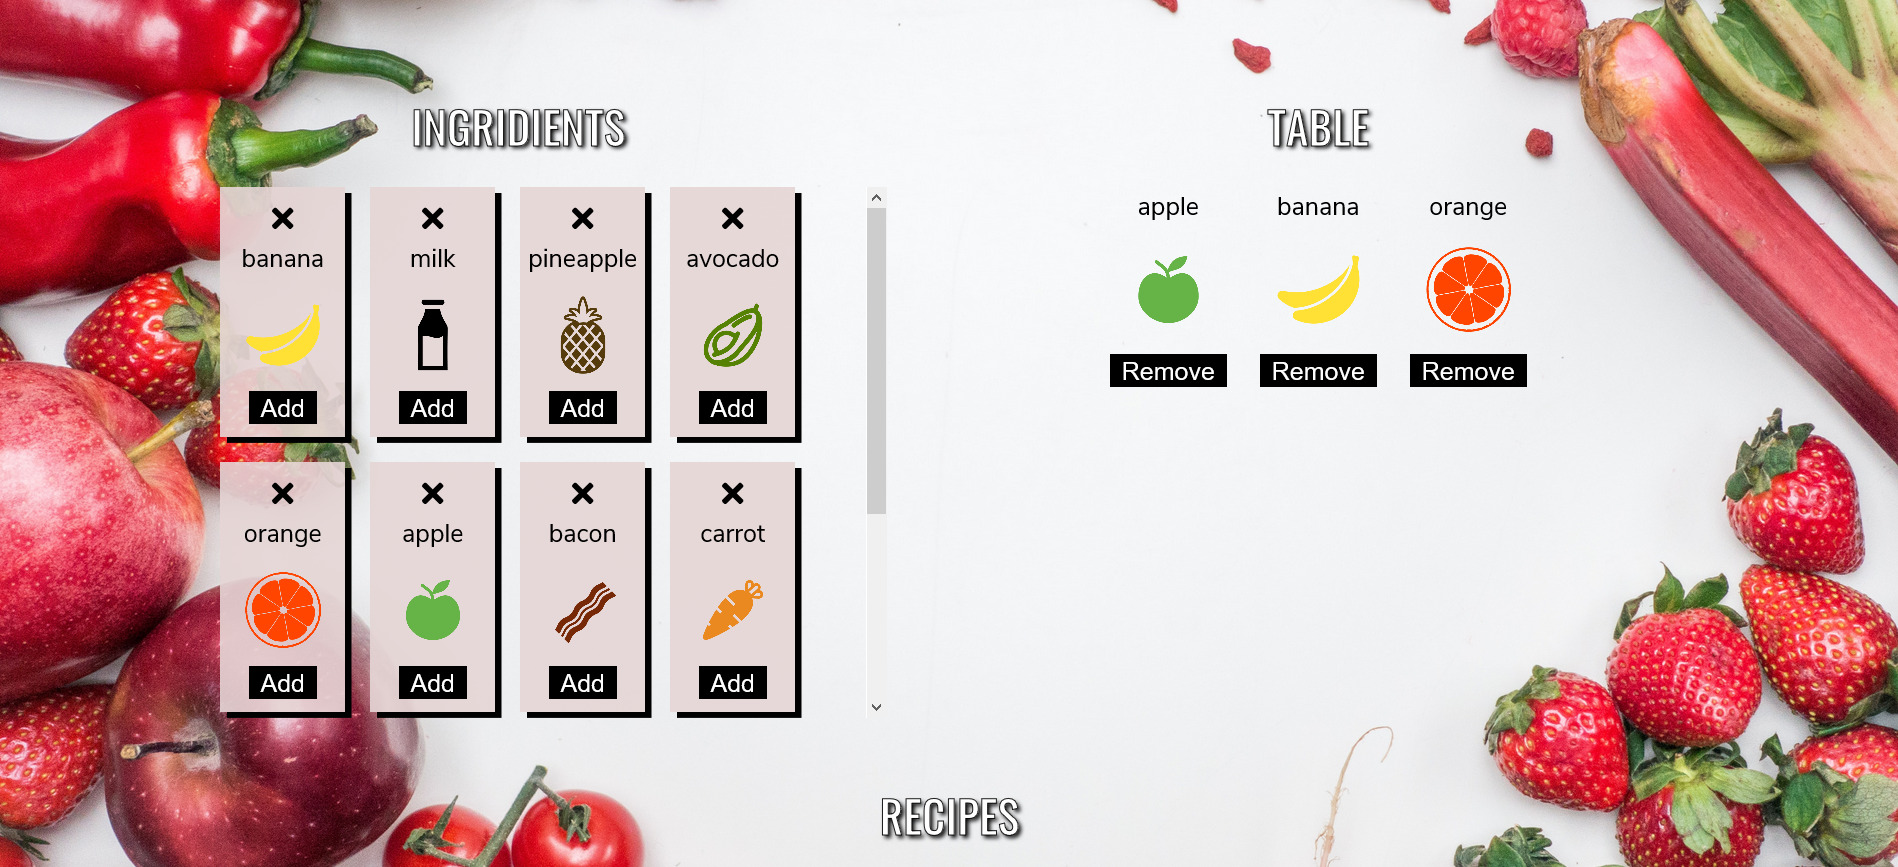 INGRIDIENTS
banana
milk
pineapple
avocado
Add
Add
Add
Add
orange
apple
bacon
carrot
Add
Add
Add
Add
TABLE
apple
banana
orange
Remove
Remove
Remove
RECIPES